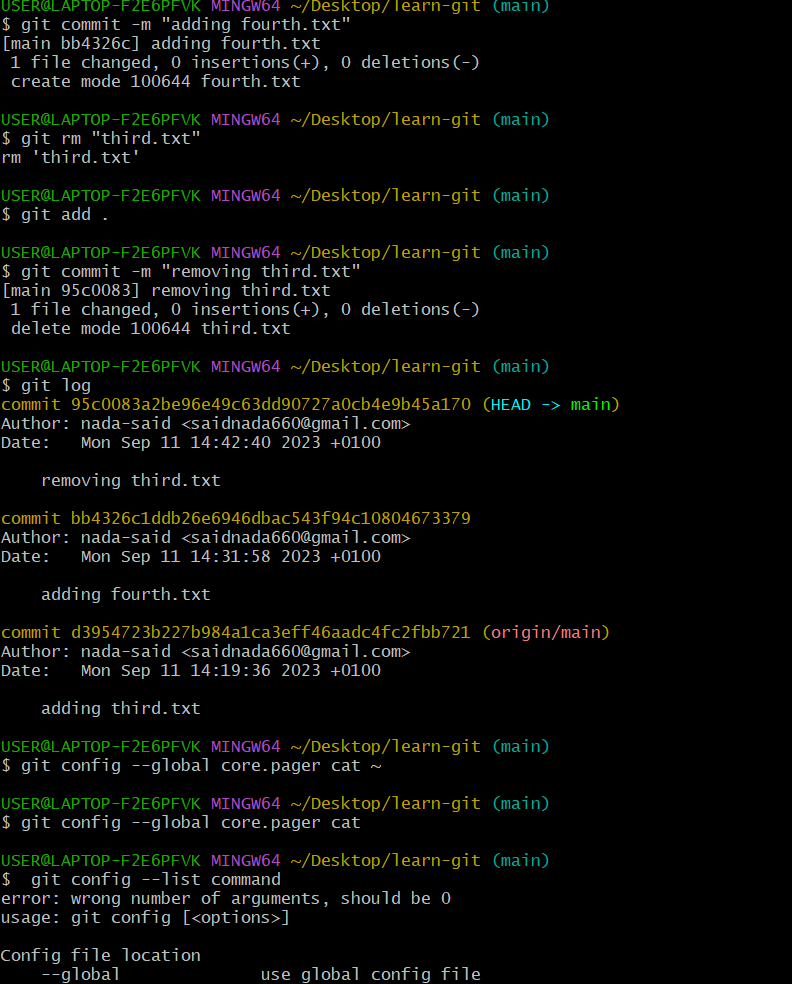 USER@LAPTOP-F2E6PFVK MINGW64 ~/Desktop/learn-git (main)
$ git commit -m "adding fourth.txt"
[main bb4326c] adding fourth.txt
 1 file changed, 0 insertions(+), 0 deletions(-)
 create mode 100644 fourth.txt

USER@LAPTOP-F2E6PFVK MINGW64 ~/Desktop/learn-git (main)
$ git rm "third.txt"
rm 'third.txt'

USER@LAPTOP-F2E6PFVK MINGW64 ~/Desktop/learn-git (main)
$ git add .

USER@LAPTOP-F2E6PFVK MINGW64 ~/Desktop/learn-git (main)
$ git commit -m "removing third.txt"
[main 95c0083] removing third.txt
 1 file changed, 0 insertions(+), 0 deletions(-)
 delete mode 100644 third.txt

USER@LAPTOP-F2E6PFVK MINGW64 ~/Desktop/learn-git (main)
$ git log
commit 95c0083a2be96e49c63dd90727a0cb4e9b45a170 (HEAD -> main)
Author: nada-said <saidnada660@gmail.com>
Date:   Mon Sep 11 14:42:40 2023 +0100

    removing third.txt

commit bb4326c1ddb26e6946dbac543f94c10804673379
Author: nada-said <saidnada660@gmail.com>
Date:   Mon Sep 11 14:31:58 2023 +0100

    adding fourth.txt

commit d3954723b227b984a1ca3eff46aadc4fc2fbb721 (origin/main)
Author: nada-said <saidnada660@gmail.com>
Date:   Mon Sep 11 14:19:36 2023 +0100

    adding third.txt

USER@LAPTOP-F2E6PFVK MINGW64 ~/Desktop/learn-git (main)
$ git config --global core.pager cat ~

USER@LAPTOP-F2E6PFVK MINGW64 ~/Desktop/learn-git (main)
$ git config --global core.pager cat

USER@LAPTOP-F2E6PFVK MINGW64 ~/Desktop/learn-git (main)
$  git config --list command
error: wrong number of arguments, should be 0
usage: git config [<options>]

Config file location
    --global              use global config file